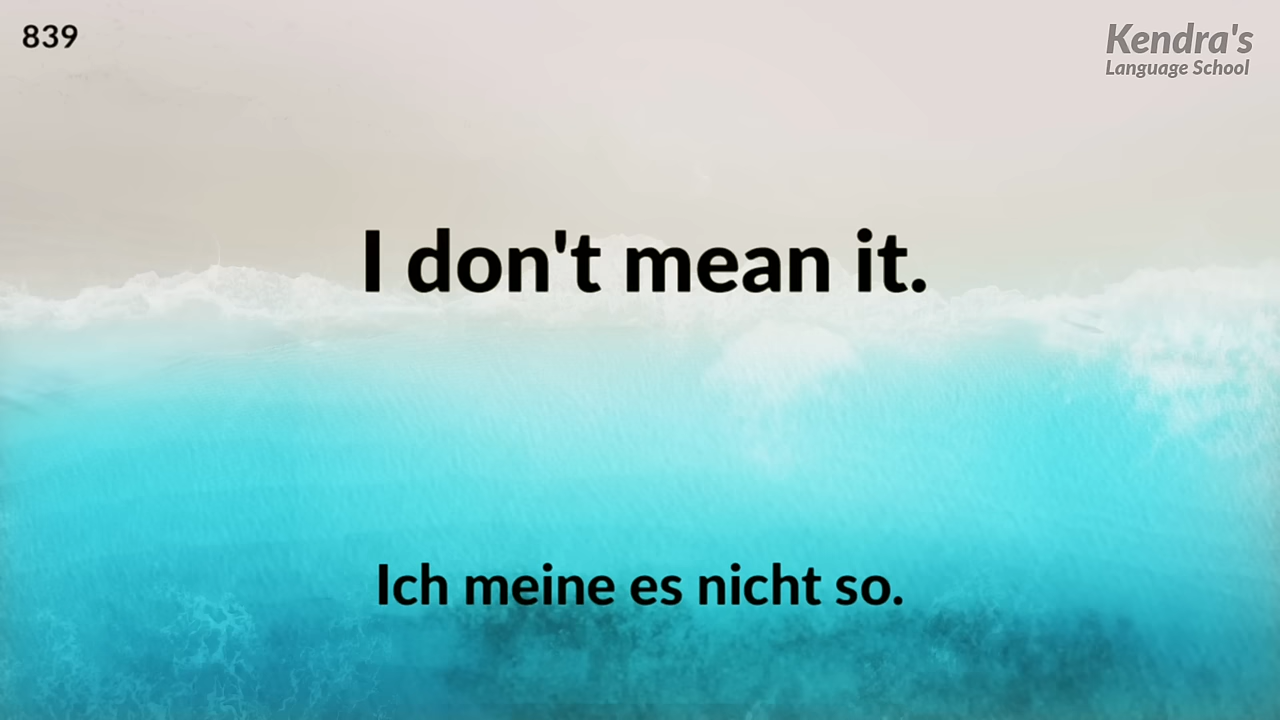 839
Kendra's
Language School
I don't mean it.
Ich meine es nicht so.